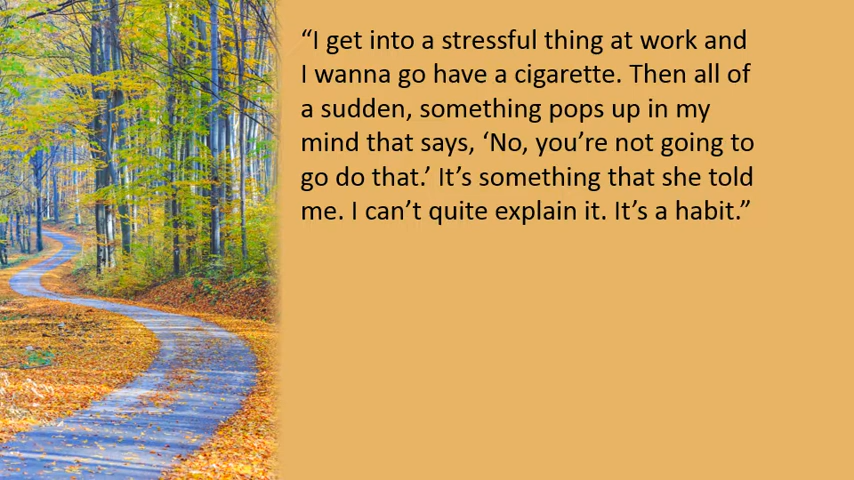 “I get into a stressful thing at work and
I wanna go have a cigarette. Then all of
a sudden, something pops up in my
mind that says, ‘No, you’re not going to
go do that.’ It’s something that she told
me. I can’t quite explain it. It’s a habit.”